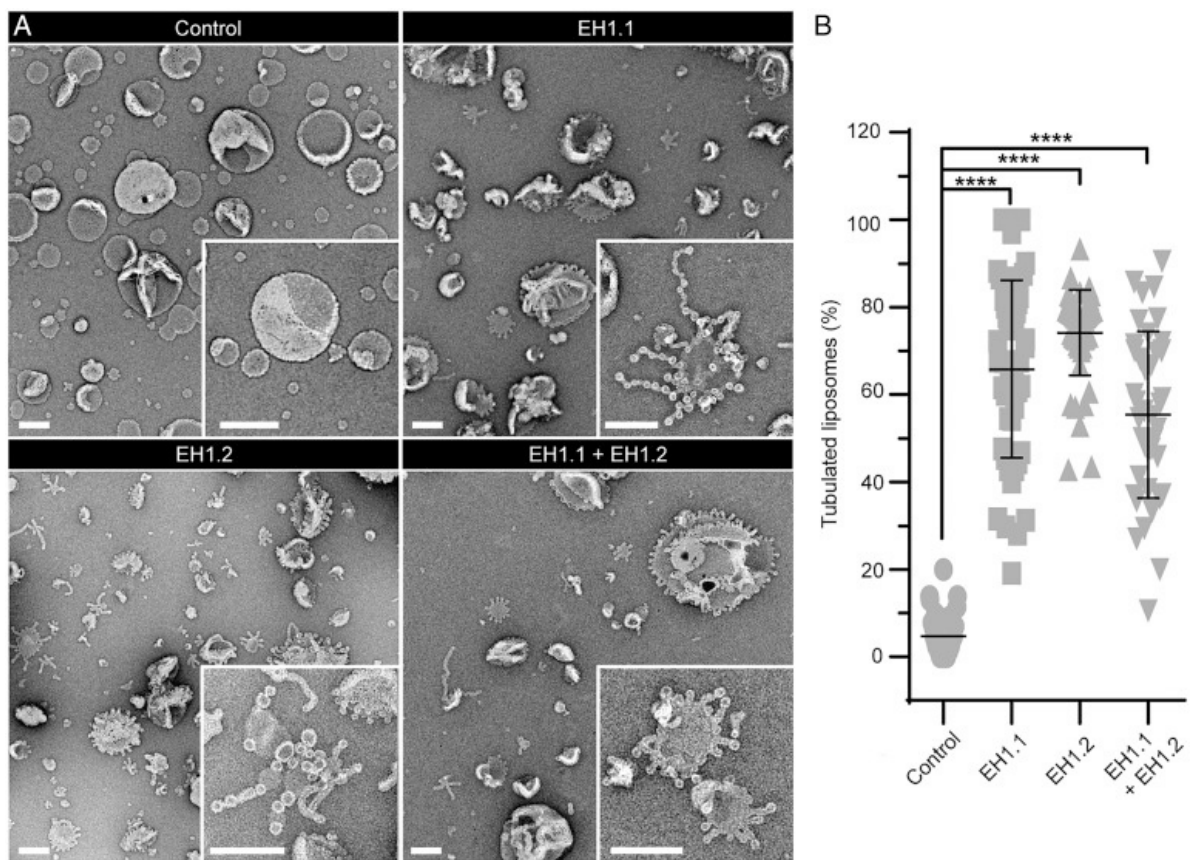 A
Control
EH1.1
EH1.2
EH1.1 + EH1.2
B
120
100
80
60
40
20
0
Tubulated liposomes (%)
****
****
****
Control
EH1.1
EH1.2
EH1.1
+ EH1.2